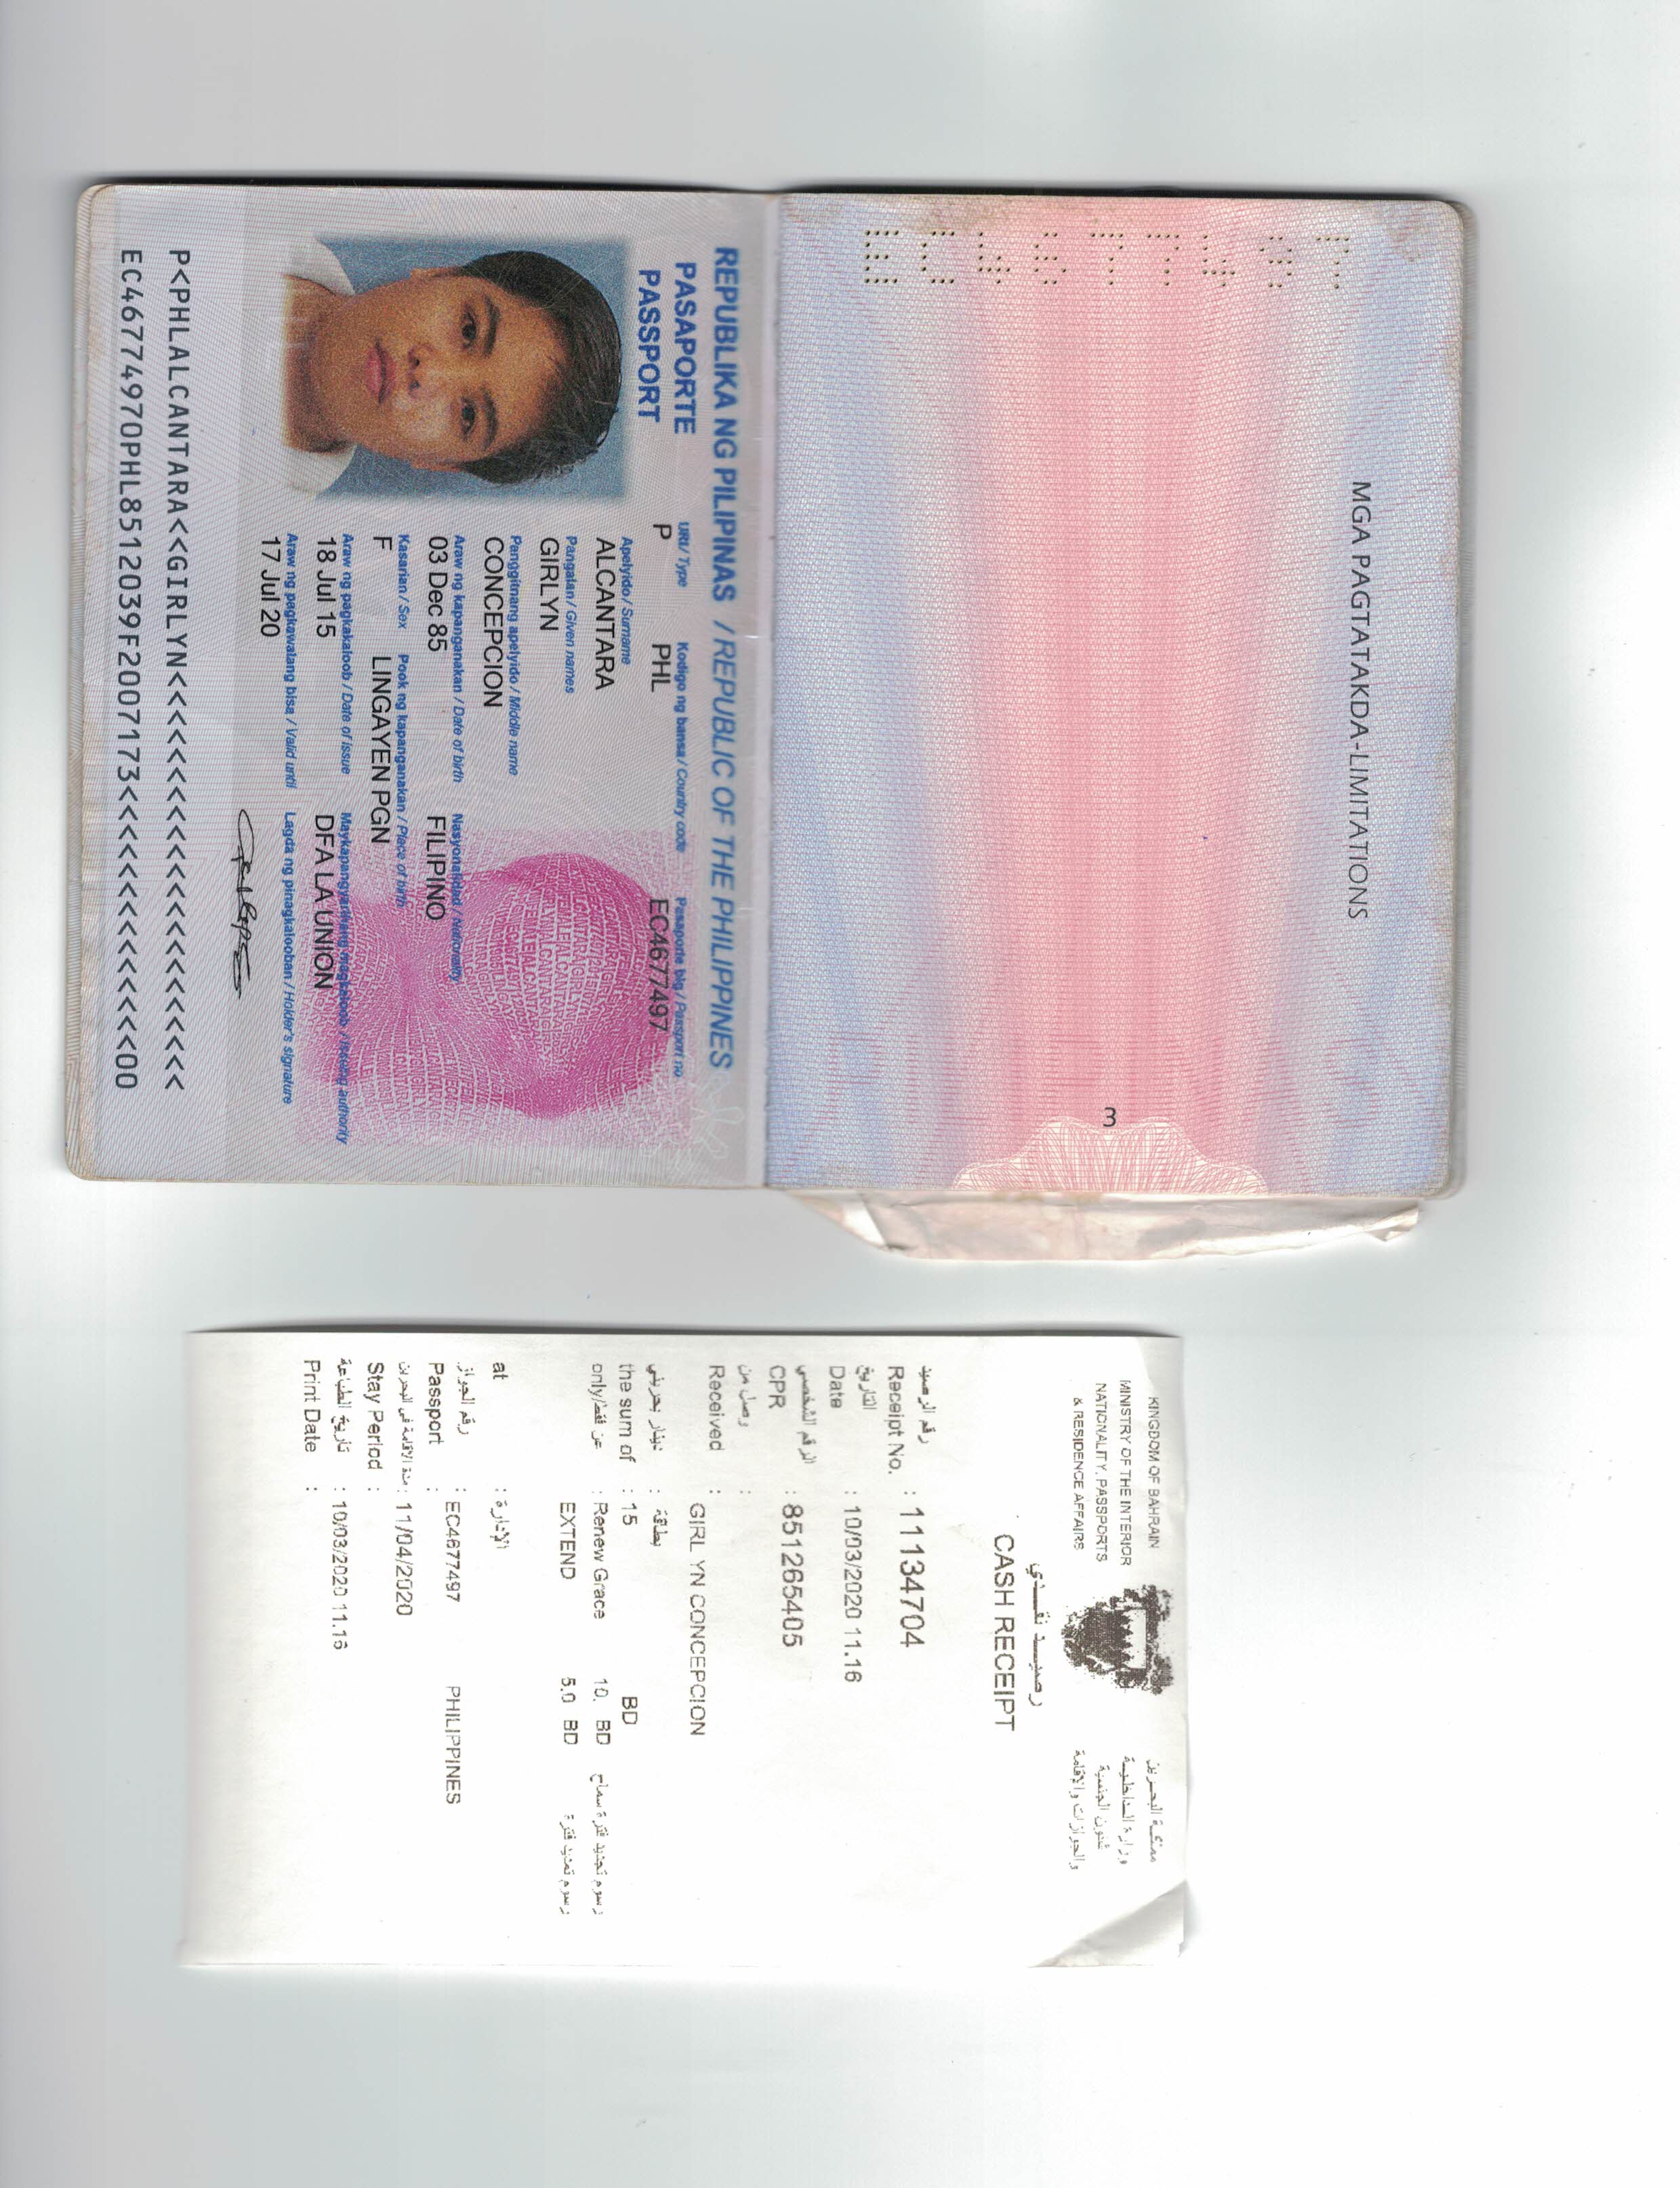 MGA PAGTATAKDA-LIMITATIONS
EC4677497
3
REPUBLIKA NG PILIPINAS / REPUBLIC OF THE PHILIPPINES
PASAPORTE
PASSPORT
Uri / Type Kodigo ng bansa / Country code Pasaporte blg / Passport no
P PHL EC4677497
Apelyido / Surname
ALCANTARA
Pangalan / Given names
GIRLYN
Panggitnang apelyido / Middle name
CONCEPCION
Araw ng kapanganakan / Date of birth Nasyonalidad / Nationality
03 Dec 85 FILIPINO
Kasarian / Sex Pook ng kapanganakan / Place of birth
F LINGAYEN PGN
Araw ng pagkakaloob / Date of issue Maykapangyarihang magkaloob / Issuing authority
18 Jul 15 DFA LA UNION
Araw ng pagkawalang bisa / Valid until Lagda ng pinagkalooban / Holder's signature
17 Jul 20
P<PHLALCANTARA<<GIRLYN<<<<<<<<<<<<<<<<<<<<<<
EC46774970PHL8512039F2007173<<<<<<<<<<<<<<00
KINGDOM OF BAHRAIN مملكة البحرين
MINISTRY OF THE INTERIOR وزارة الداخلية
NATIONALITY, PASSPORTS شئون الجنسية
& RESIDENCE AFFAIRS والجوازات والإقامة
رصيد نقدي
CASH RECEIPT
رقم الرصيد
Receipt No. : 11134704
التاريخ
Date : 10/03/2020 11.16
الرقم الشخصي
CPR : 851265405
وصل من :
Received : GIRL YN CONCEPCION
دينار بحريني : بطاقة
the sum of : 15 BD
only/عن فقط : Renew Grace 10. BD رسوم تجديد فترة سماح
EXTEND 5.0 BD رسوم تمديد فترة
at : الإدارة
رقم الجواز : EC4677497 PHILIPPINES
Passport :
مدة الإقامة في البحرين : 11/04/2020
Stay Period :
تاريخ الطباعة : 10/03/2020 11.16
Print Date :